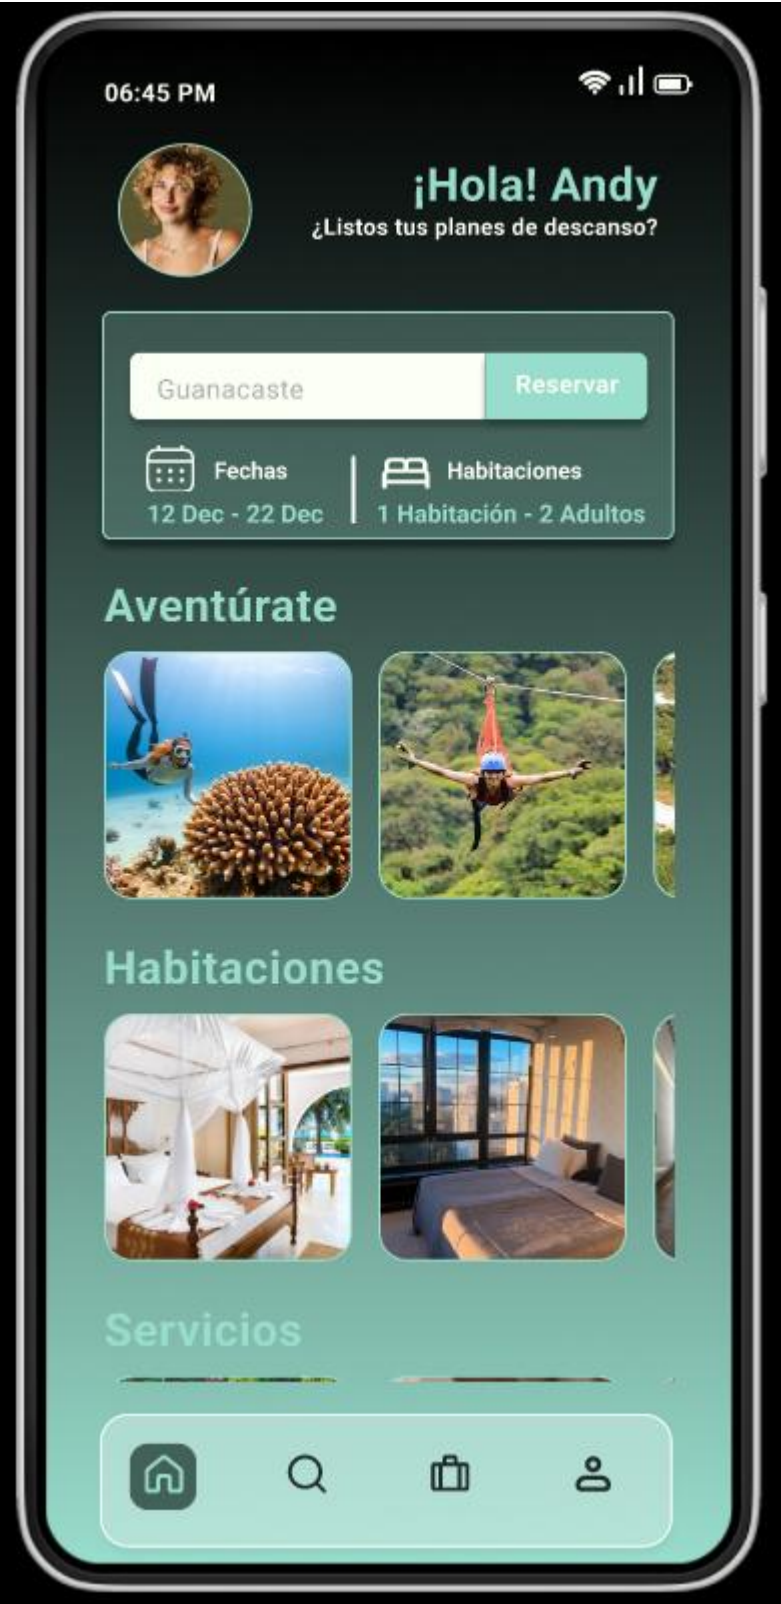 06:45 PM
¡Hola! Andy
¿Listos tus planes de descanso?
Guanacaste
Reservar
Fechas
Habitaciones
12 Dec - 22 Dec
1 Habitación - 2 Adultos
Aventúrate
Habitaciones
Servicios